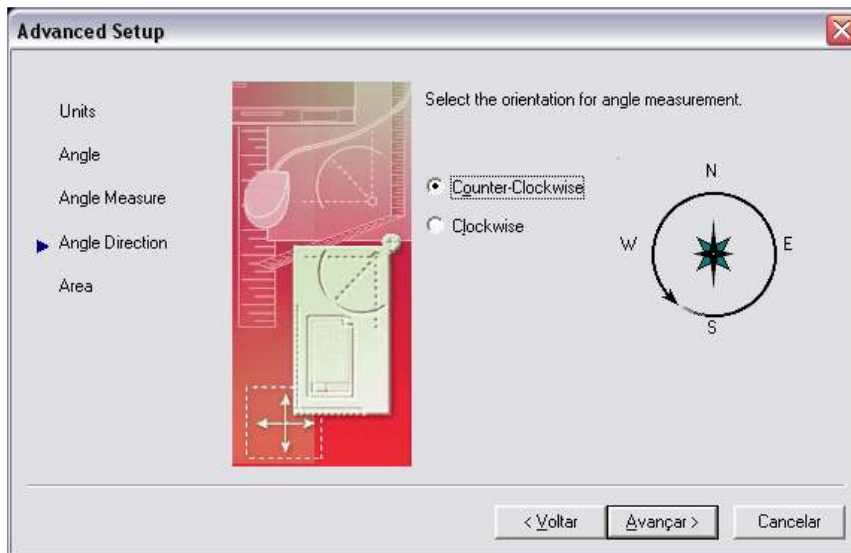 Advanced Setup
Units
Angle
Angle Measure
Angle Direction
Area
Select the orientation for angle measurement.
Counter-Clockwise
Clockwise
N
W
E
S
< Voltar
Avançar >
Cancelar